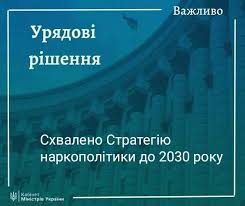 Важливо
Урядові
рішення
Схвалено Стратегію
наркополітики до 2030 року
Кабінет
Міністрів України